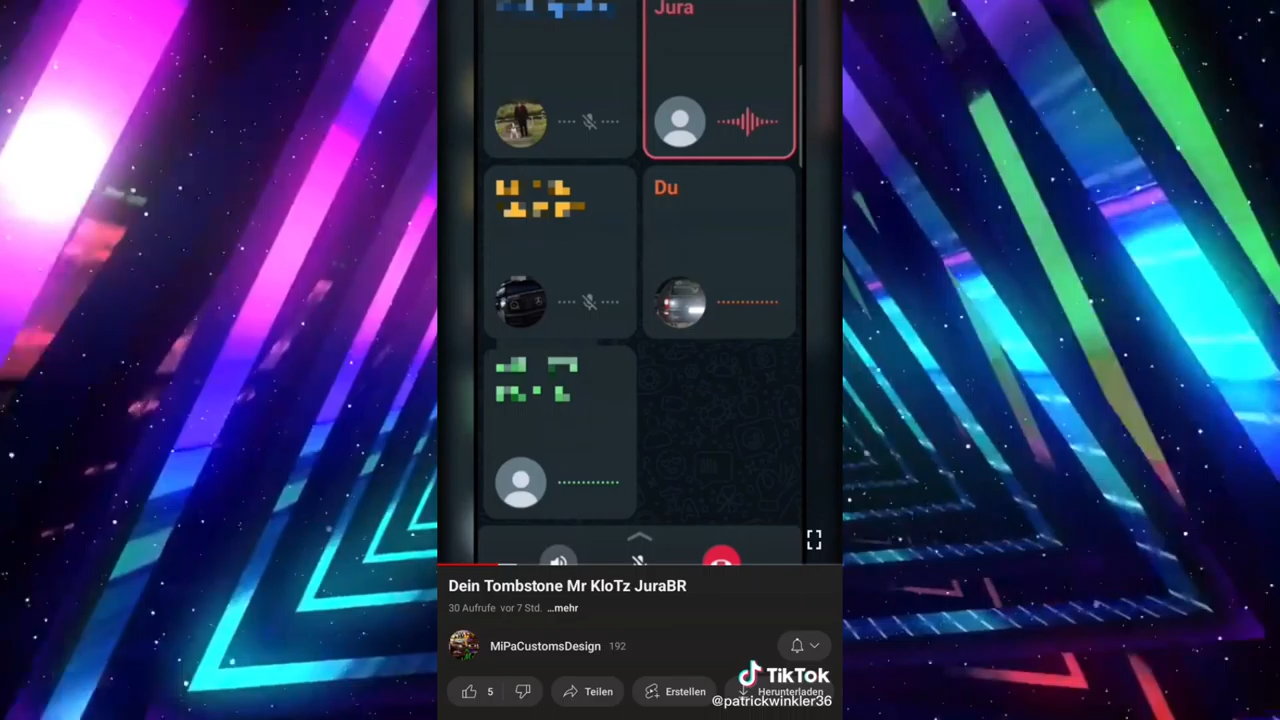 Jura
Du
Dein Tombstone Mr KloTz JuraBR
30 Aufrufe vor 7 Std. ...mehr
MiPaCustomsDesign 192
5 Teilen Erstellen Herunterladen
TikTok
@patrickwinkler36